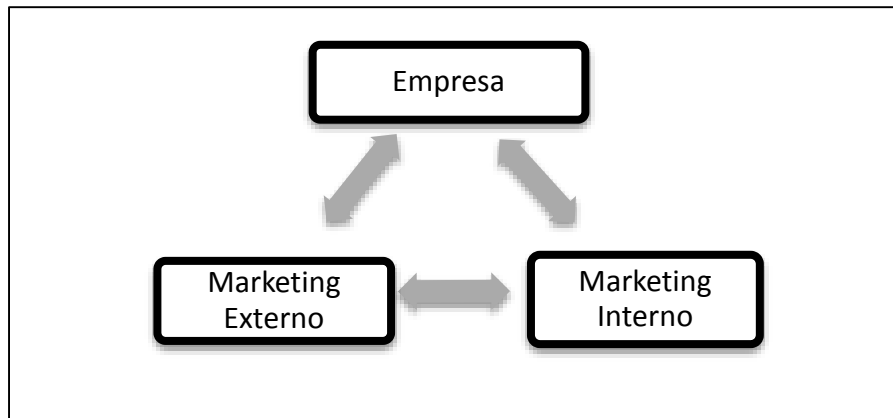 Empresa
Marketing
Externo
Marketing
Interno